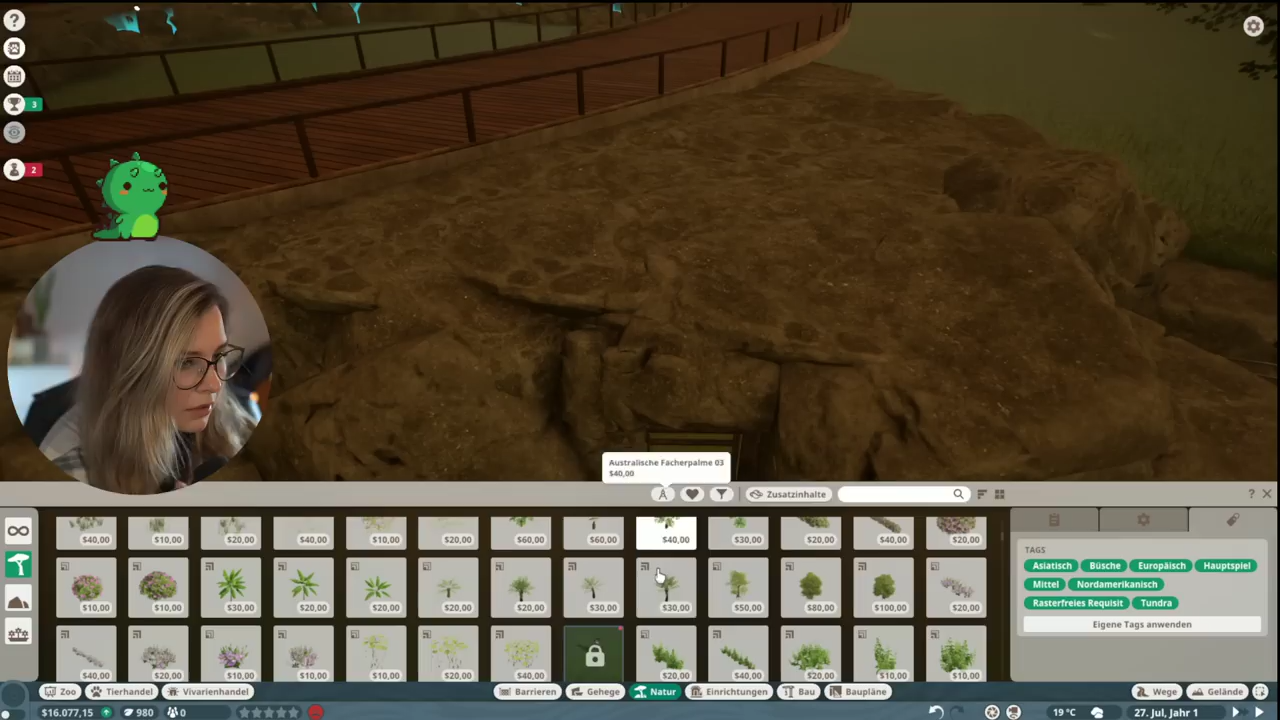 ?
3
2
Australische Fächerpalme 03
$40,00
Zusatzinhalte
? ×
$40,00 $10,00 $20,00 $40,00 $10,00 $20,00 $60,00 $60,00 $40,00 $30,00 $20,00 $40,00 $20,00
$10,00 $10,00 $30,00 $20,00 $20,00 $20,00 $20,00 $30,00 $30,00 $50,00 $80,00 $100,00 $20,00
$40,00 $20,00 $10,00 $10,00 $10,00 $20,00 $40,00 $20,00 $40,00 $20,00 $10,00 $10,00
TAGS
Asiatisch Büsche Europäisch Hauptspiel
Mittel Nordamerikanisch
Rasterfreies Requisit Tundra
Eigene Tags anwenden
Zoo Tierhandel Vivarienhandel Barrieren Gehege Natur Einrichtungen Bau Baupläne Wege Gelände
$16.077,15 980 0 19 °C 27. Jul, Jahr 1